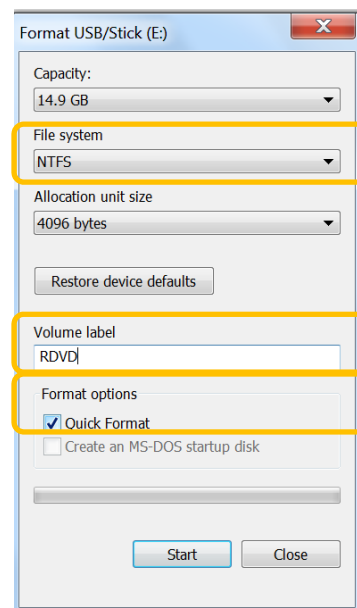 Format USB/Stick (E:)
Capacity:
14.9 GB
File system
NTFS
Allocation unit size
4096 bytes
Restore device defaults
Volume label
RDVD
Format options
Quick Format
Create an MS-DOS startup disk
Start Close